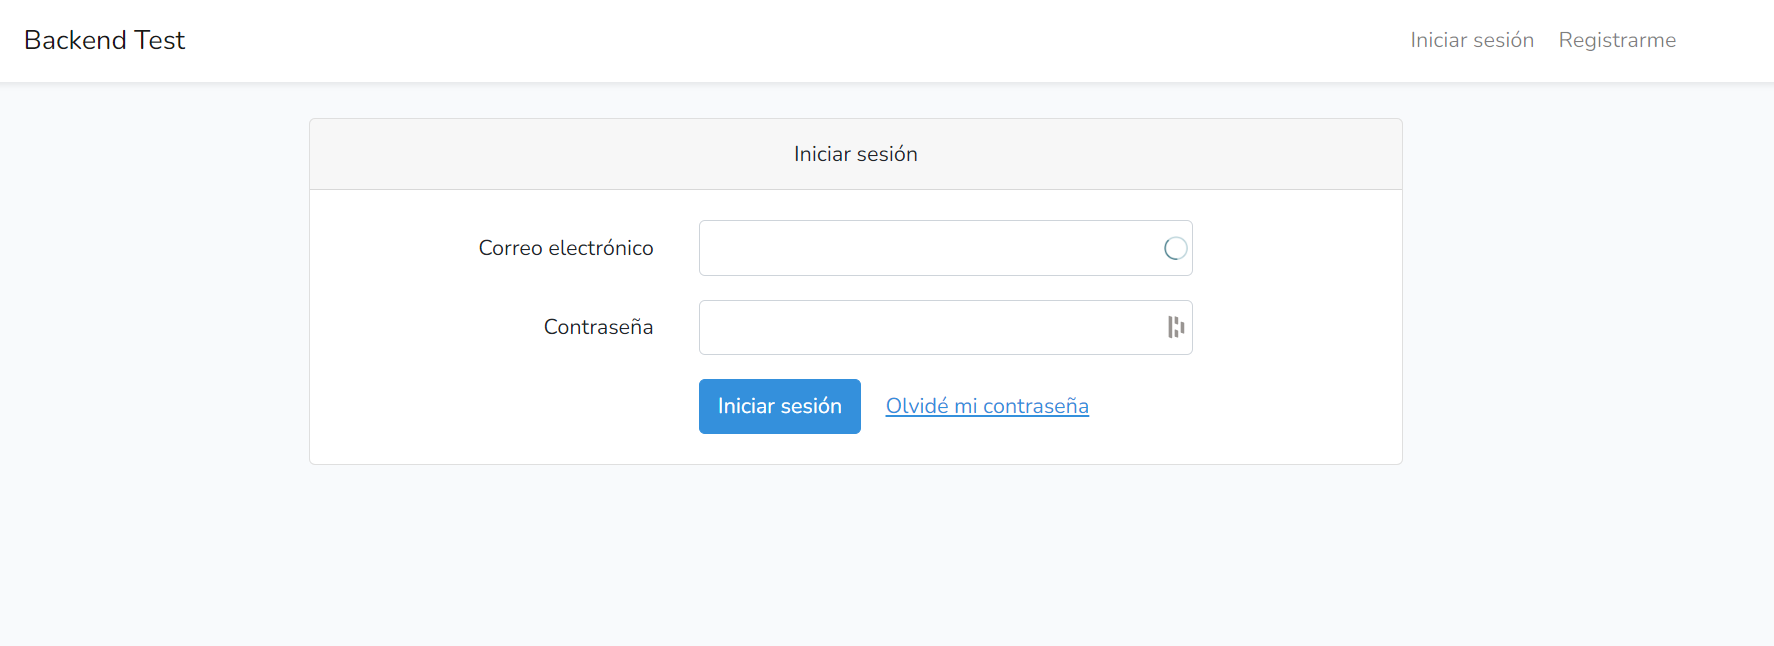 Backend Test
Iniciar sesión Registrarme
Iniciar sesión
Correo electrónico
Contraseña
Iniciar sesión Olvidé mi contraseña